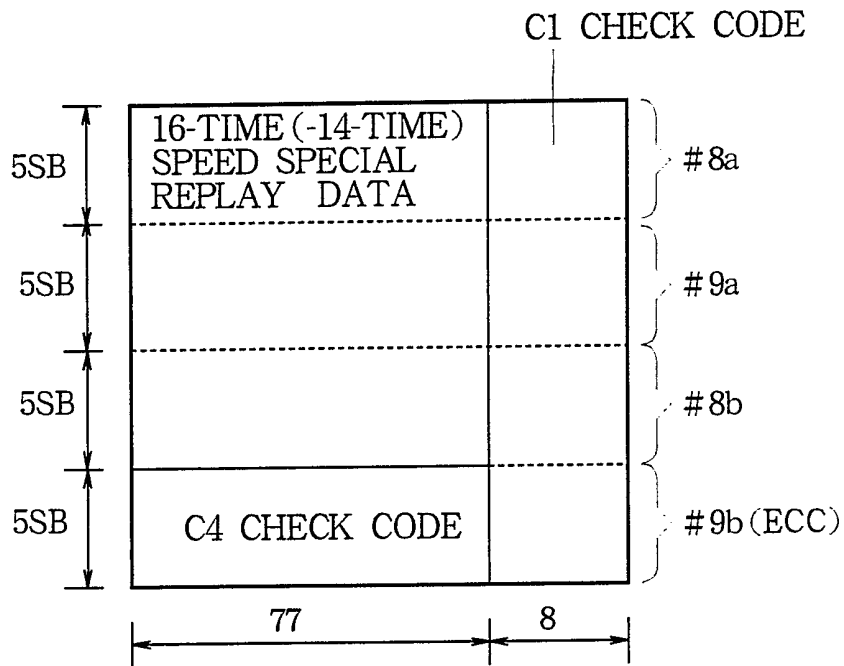 C1 CHECK CODE
16-TIME (-14-TIME)
SPEED SPECIAL
REPLAY DATA
5SB
#8a
5SB
#9a
5SB
#8b
5SB
C4 CHECK CODE
#9b (ECC)
77
8